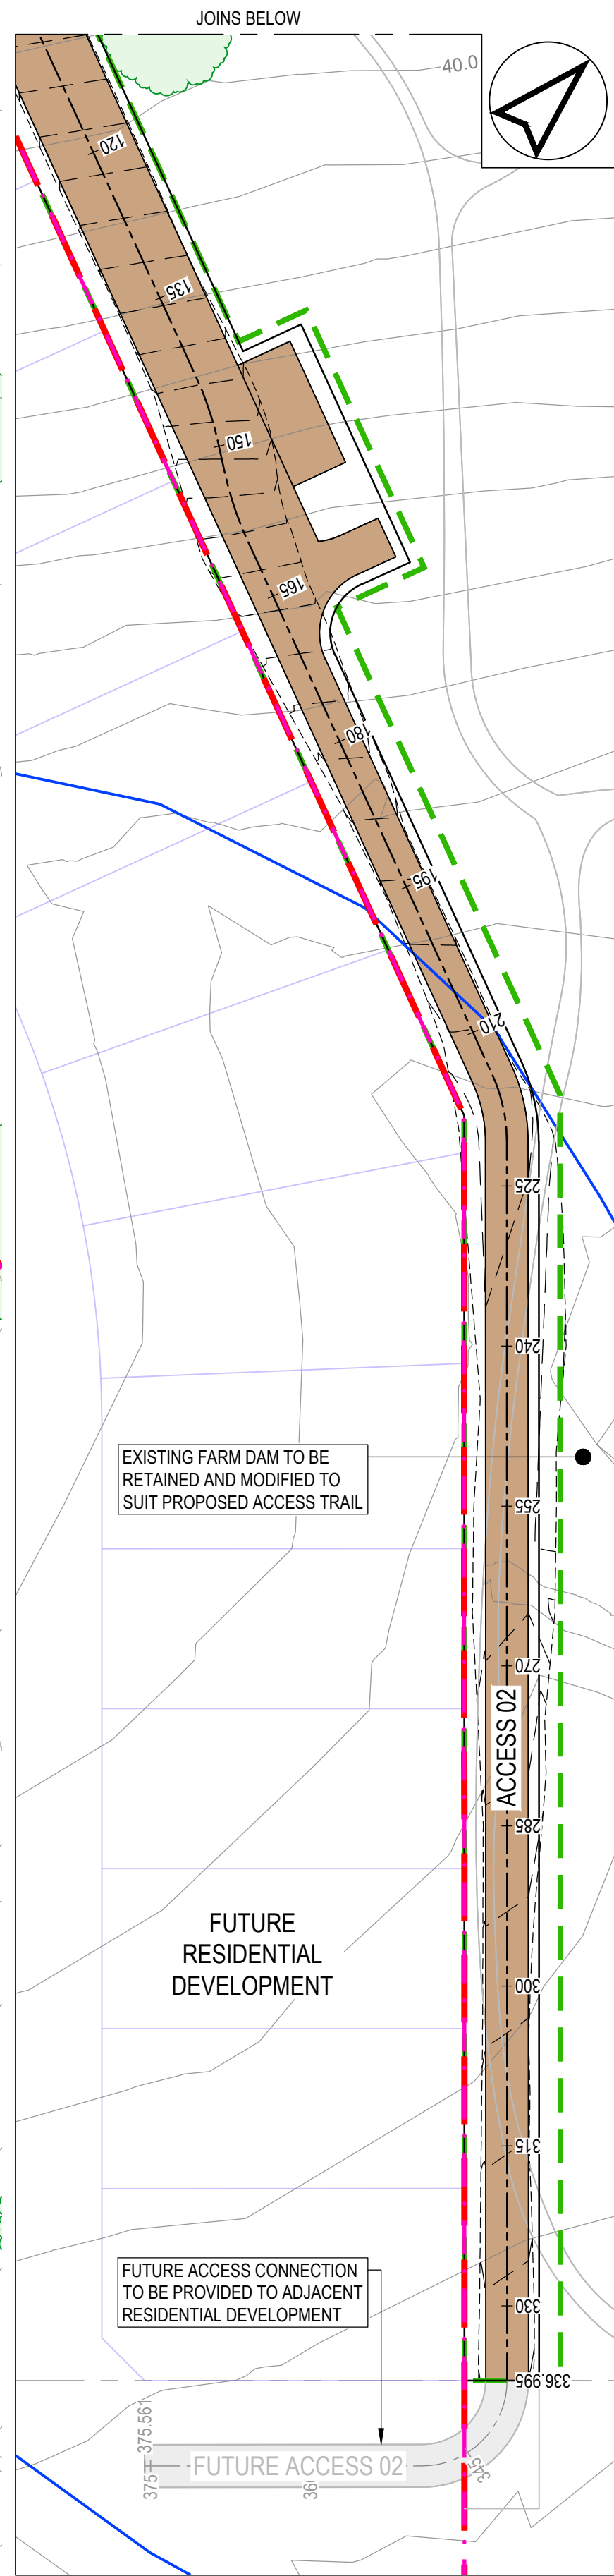 JOINS BELOW
40.0
120
135
150
165
180
195
210
225
240
EXISTING FARM DAM TO BE
RETAINED AND MODIFIED TO
SUIT PROPOSED ACCESS TRAIL
255
270
ACCESS 02
285
FUTURE
RESIDENTIAL
DEVELOPMENT
300
315
FUTURE ACCESS CONNECTION
TO BE PROVIDED TO ADJACENT
RESIDENTIAL DEVELOPMENT
330
336.995
375.561
375
FUTURE ACCESS 02
345